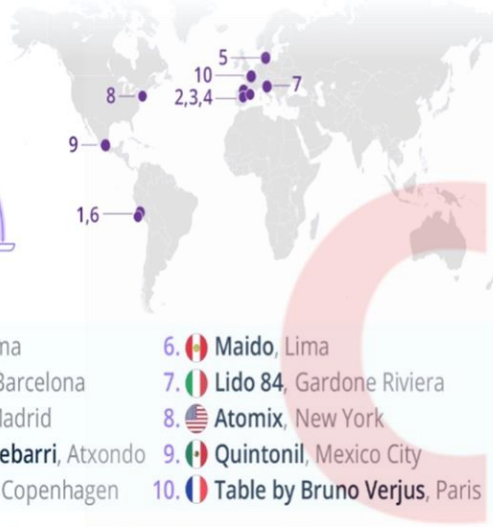 5
10
7
8
2,3,4
9
1,6
ma
Barcelona
Madrid
ebarri, Atxondo
Copenhagen
6. Maido, Lima
7. Lido 84, Gardone Riviera
8. Atomix, New York
9. Quintonil, Mexico City
10. Table by Bruno Verjus, Paris